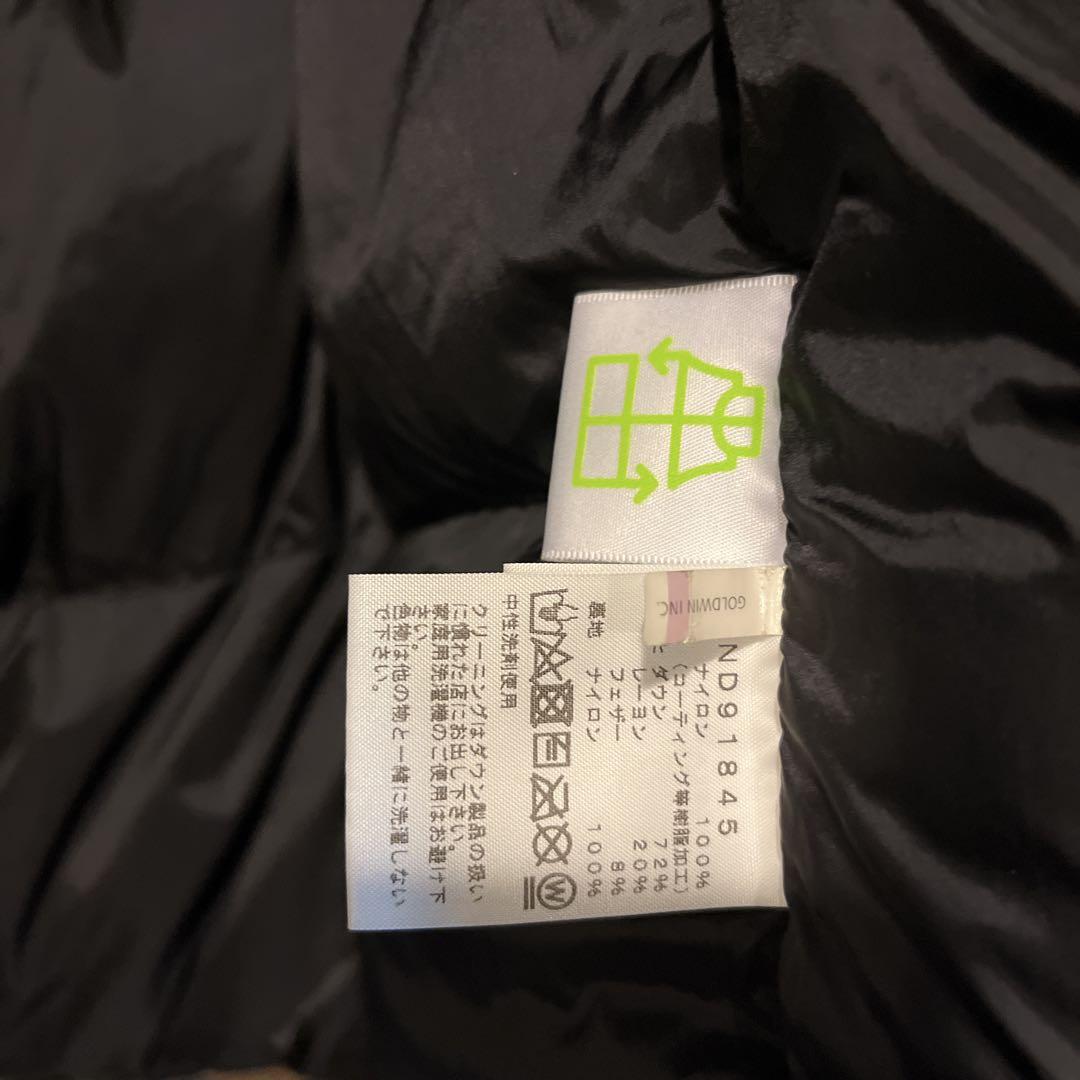 GOLDWIN INC.
ND91845
ナイロン 100%
(コーティング等樹脂加工)
ダウン 72%
レーヨン 20%
フェザー 8%
裏地 ナイロン 100%
W
中性洗剤使用
クリーニングはダウン製品の扱い
に慣れた店にお出し下さい。
家庭用洗濯機のご使用はお避け下
さい。
色物は他の物と一緒に洗濯しない
で下さい。